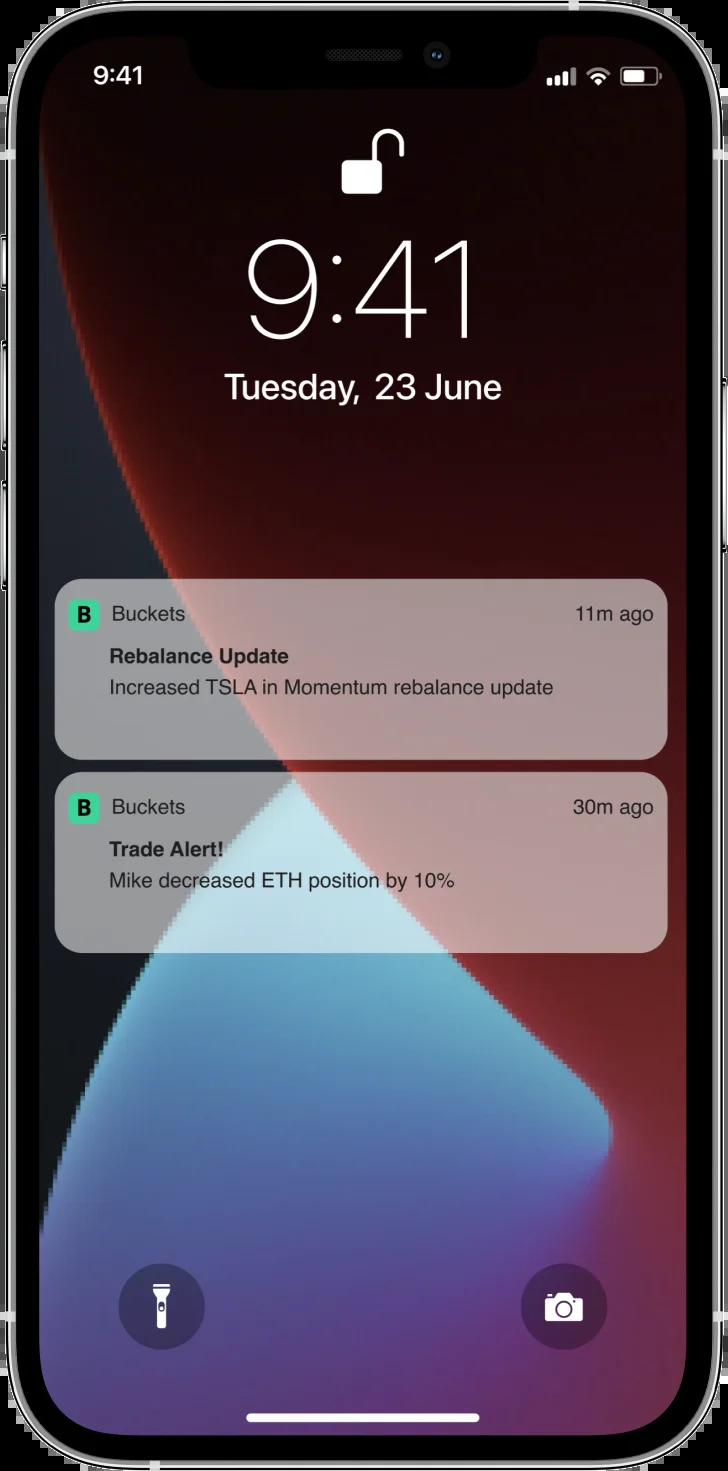 9:41
9:41
Tuesday, 23 June
B Buckets 11m ago
Rebalance Update
Increased TSLA in Momentum rebalance update
B Buckets 30m ago
Trade Alert!
Mike decreased ETH position by 10%